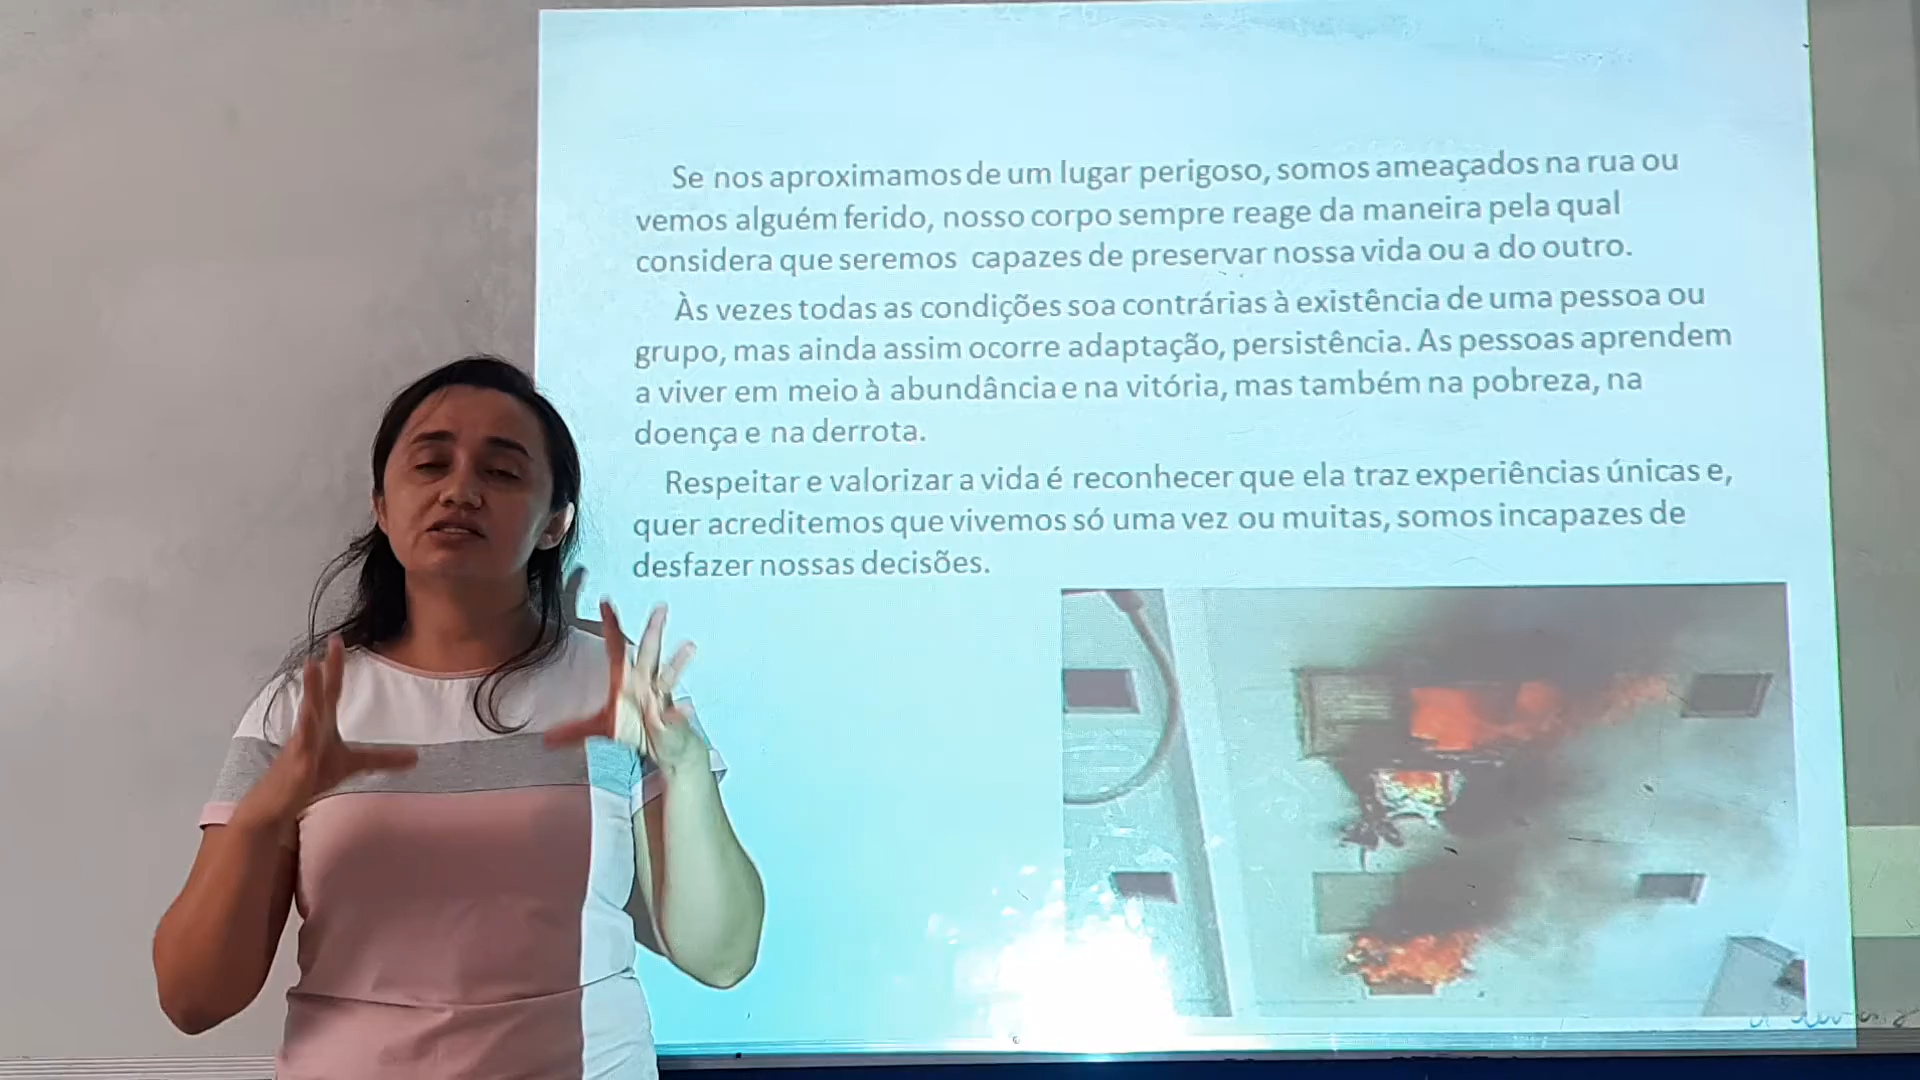 Se nos aproximamos de um lugar perigoso, somos ameaçados na rua ou
vemos alguém ferido, nosso corpo sempre reage da maneira pela qual
considera que seremos capazes de preservar nossa vida ou a do outro.
Às vezes todas as condições soa contrárias à existência de uma pessoa ou
grupo, mas ainda assim ocorre adaptação, persistência. As pessoas aprendem
a viver em meio à abundância e na vitória, mas também na pobreza, na
doença e na derrota.
Respeitar e valorizar a vida é reconhecer que ela traz experiências únicas e,
quer acreditemos que vivemos só uma vez ou muitas, somos incapazes de
desfazer nossas decisões.